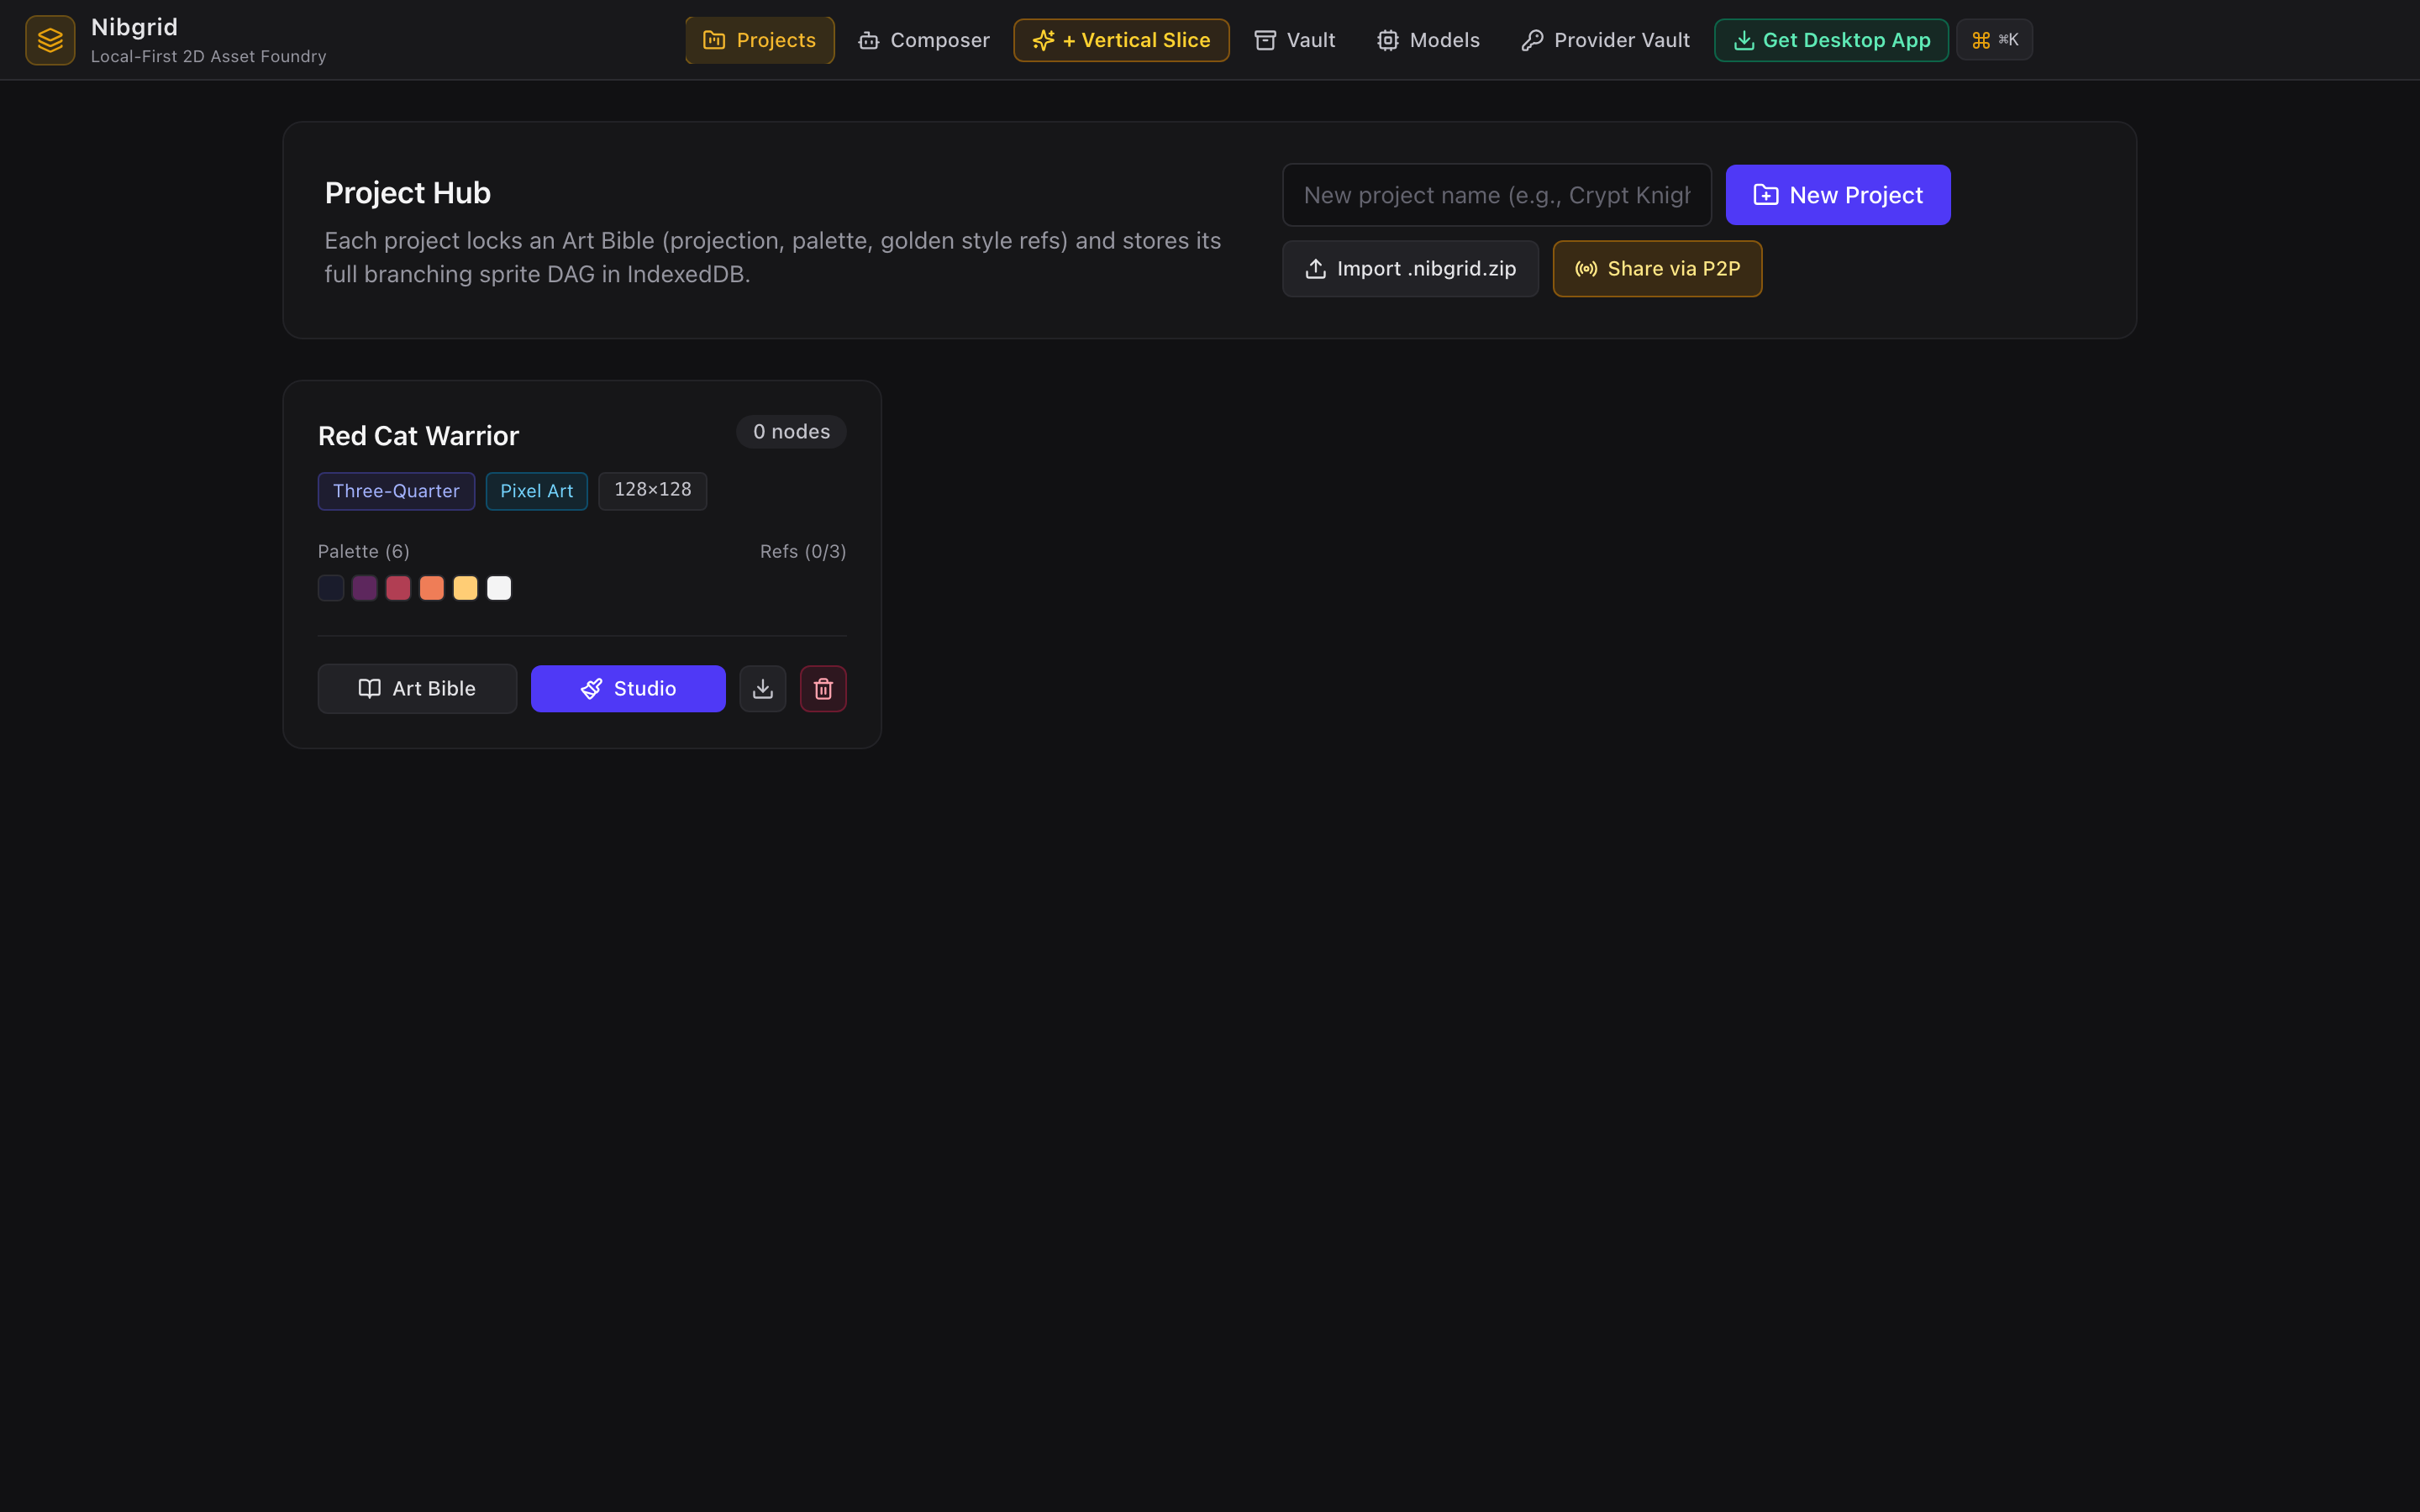 Nibgrid
Local-First 2D Asset Foundry
Projects
Composer
+ Vertical Slice
Vault
Models
Provider Vault
Get Desktop App
⌘K
Project Hub
Each project locks an Art Bible (projection, palette, golden style refs) and stores its
full branching sprite DAG in IndexedDB.
New project name (e.g., Crypt Knigh
New Project
Import .nibgrid.zip
Share via P2P
Red Cat Warrior
0 nodes
Three-Quarter
Pixel Art
128×128
Palette (6)
Refs (0/3)
Art Bible
Studio